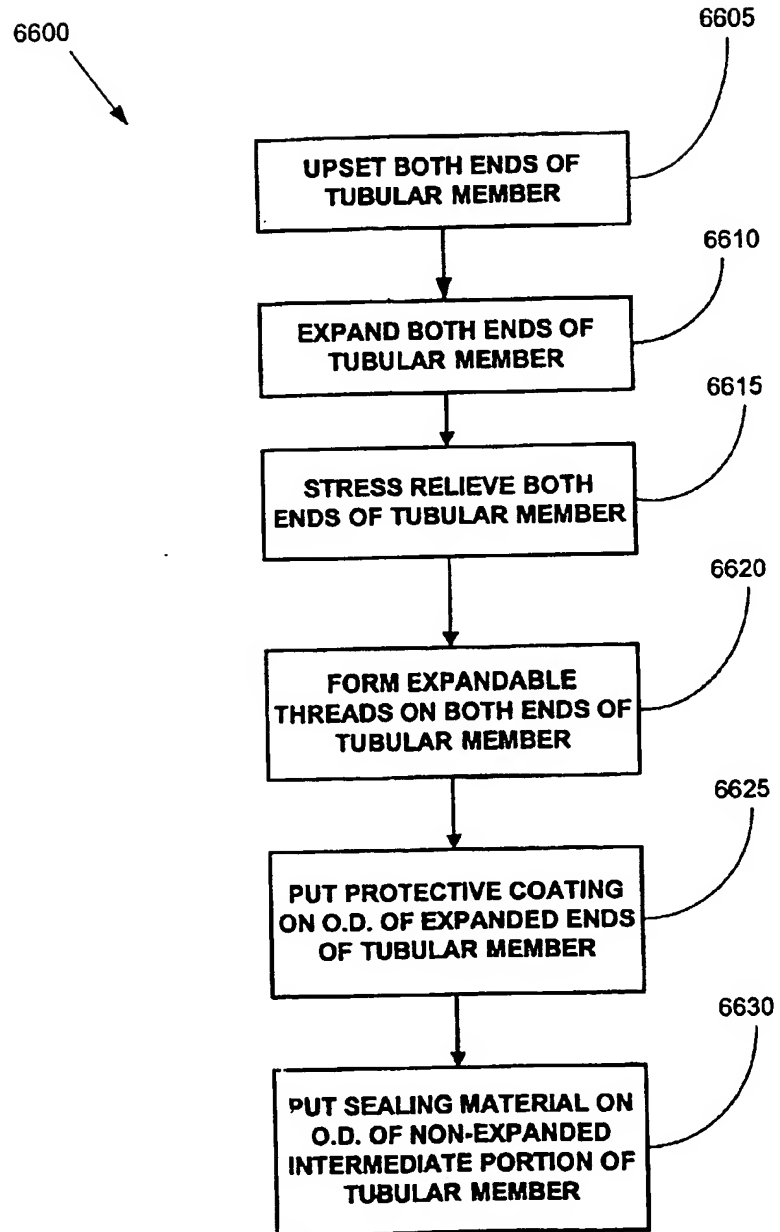 6600
6605
UPSET BOTH ENDS OF
TUBULAR MEMBER
6610
EXPAND BOTH ENDS OF
TUBULAR MEMBER
6615
STRESS RELIEVE BOTH
ENDS OF TUBULAR MEMBER
6620
FORM EXPANDABLE
THREADS ON BOTH ENDS OF
TUBULAR MEMBER
6625
PUT PROTECTIVE COATING
ON O.D. OF EXPANDED ENDS
OF TUBULAR MEMBER
6630
PUT SEALING MATERIAL ON
O.D. OF NON-EXPANDED
INTERMEDIATE PORTION OF
TUBULAR MEMBER